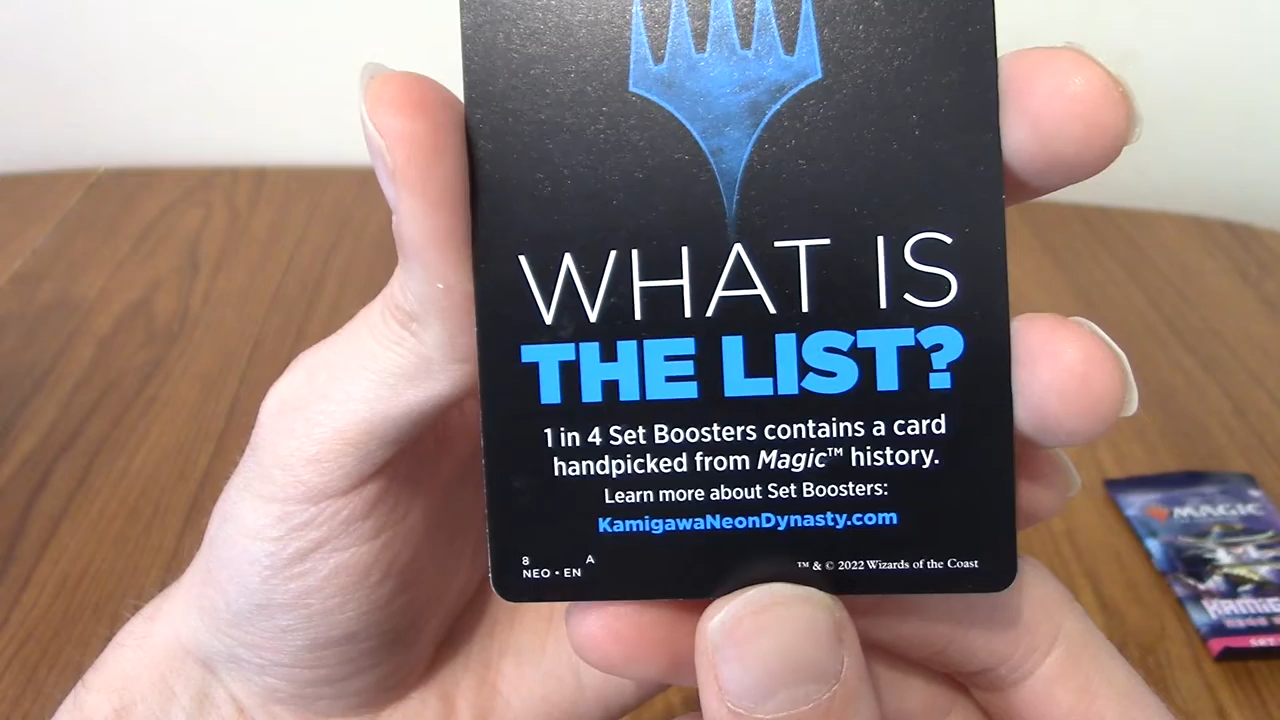 WHAT IS
THE LIST?
1 in 4 Set Boosters contains a card
handpicked from Magic™ history.
Learn more about Set Boosters:
KamigawaNeonDynasty.com
8 A
NEO • EN
™ & © 2022 Wizards of the Coast
MAGIC